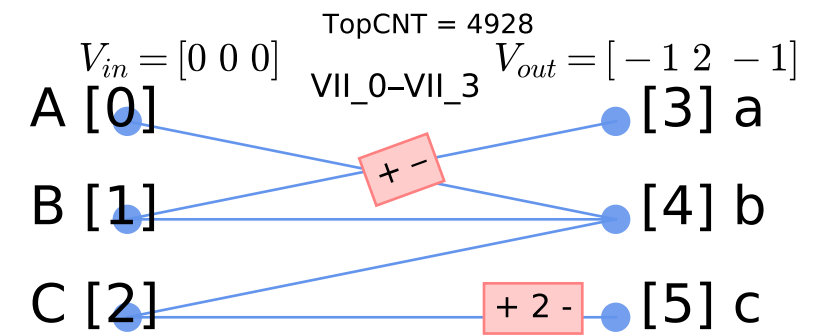 TopCNT = 4928
V_in = [0 0 0]
V_out = [-1 2 -1]
VII_0–VII_3
A [0]
[3] a
+ −
B [1]
[4] b
C [2]
+ 2 -
[5] c